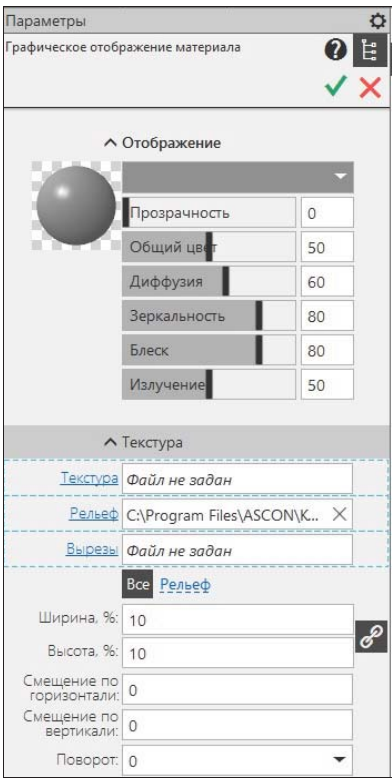 Параметры
Графическое отображение материала
Отображение
Прозрачность 0
Общий цвет 50
Диффузия 60
Зеркальность 80
Блеск 80
Излучение 50
Текстура
Текстура Файл не задан
Рельеф C:\Program Files\ASCON\K...
Вырезы Файл не задан
Все Рельеф
Ширина, %: 10
Высота, %: 10
Смещение по
горизонтали: 0
Смещение по
вертикали: 0
Поворот: 0